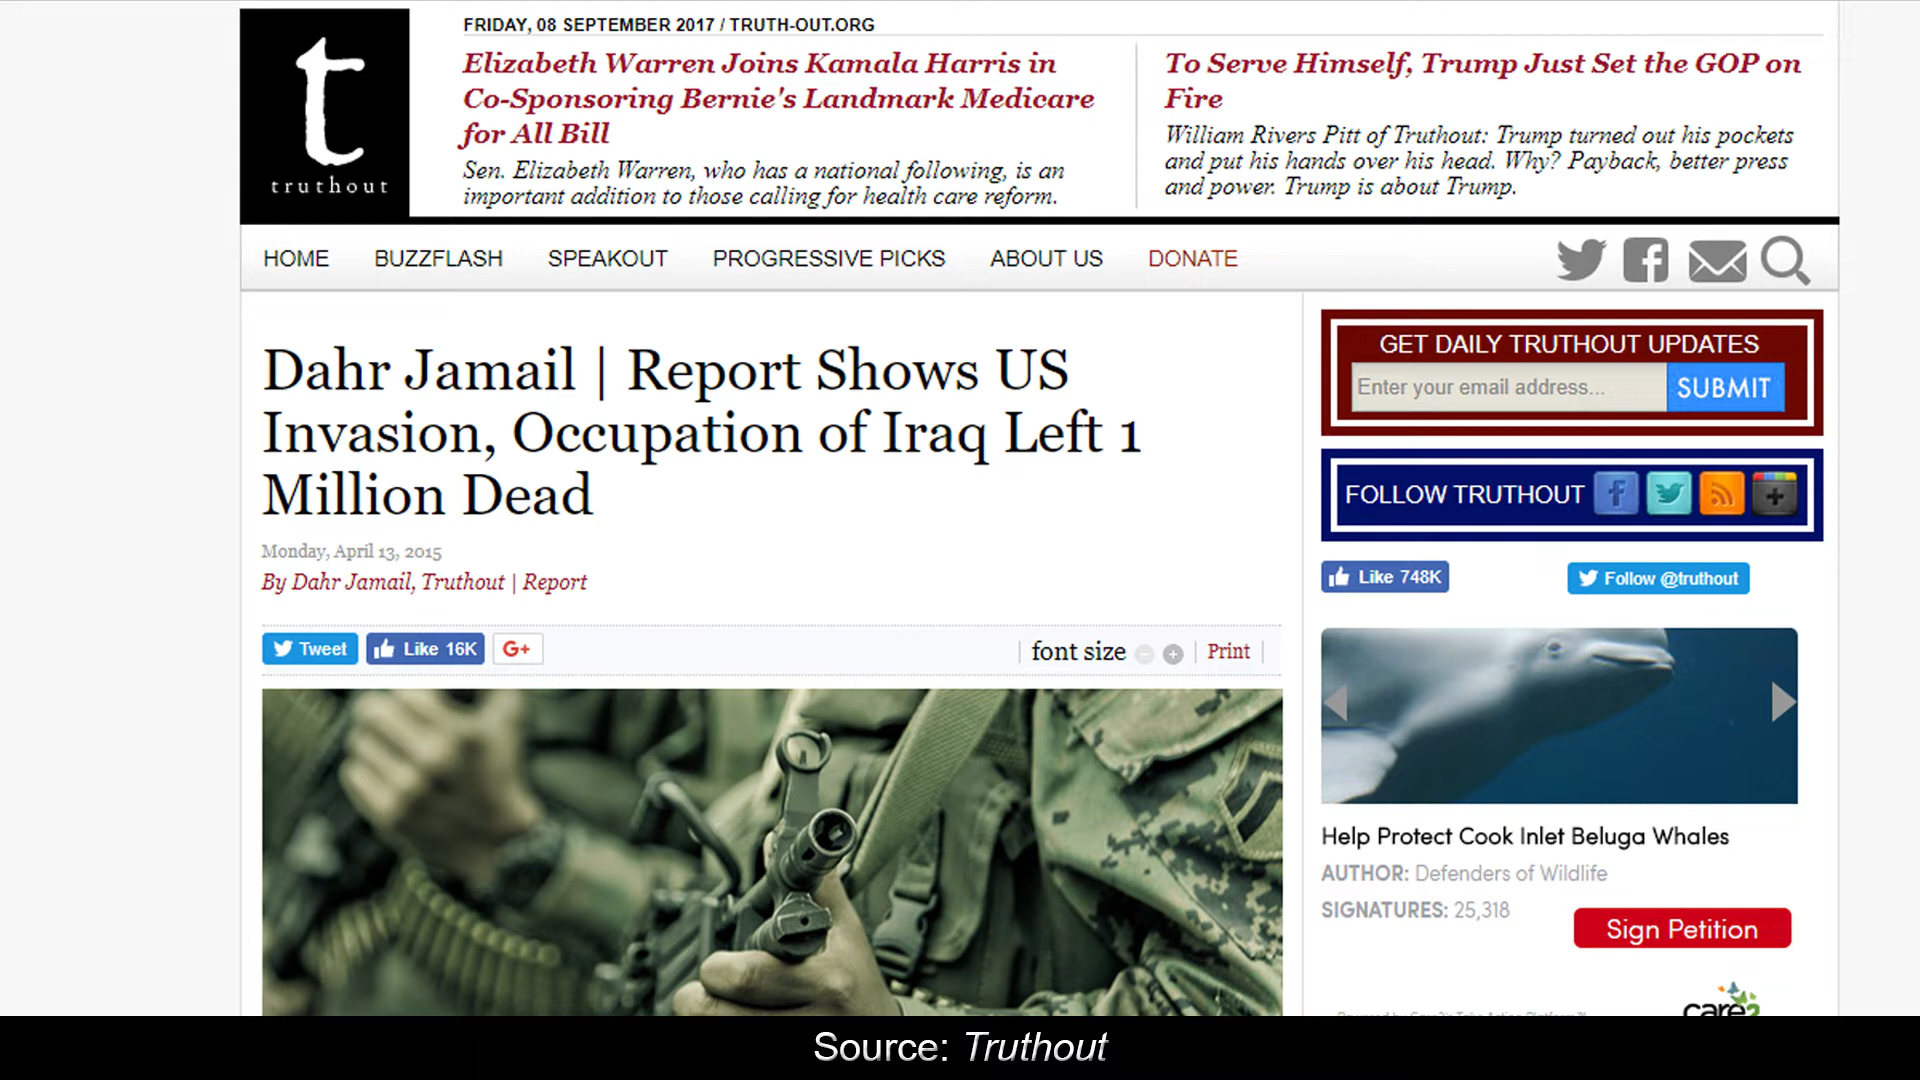 t
truthout
FRIDAY, 08 SEPTEMBER 2017 / TRUTH-OUT.ORG
Elizabeth Warren Joins Kamala Harris in
Co-Sponsoring Bernie's Landmark Medicare
for All Bill
Sen. Elizabeth Warren, who has a national following, is an
important addition to those calling for health care reform.
To Serve Himself, Trump Just Set the GOP on
Fire
William Rivers Pitt of Truthout: Trump turned out his pockets
and put his hands over his head. Why? Payback, better press
and power. Trump is about Trump.
HOME BUZZFLASH SPEAKOUT PROGRESSIVE PICKS ABOUT US DONATE
Dahr Jamail | Report Shows US
Invasion, Occupation of Iraq Left 1
Million Dead
Monday, April 13, 2015
By Dahr Jamail, Truthout | Report
Tweet Like 16K G+ font size - + Print
GET DAILY TRUTHOUT UPDATES
Enter your email address... SUBMIT
FOLLOW TRUTHOUT
Like 748K Follow @truthout
Help Protect Cook Inlet Beluga Whales
AUTHOR: Defenders of Wildlife
SIGNATURES: 25,318
Sign Petition
care2
Source: Truthout